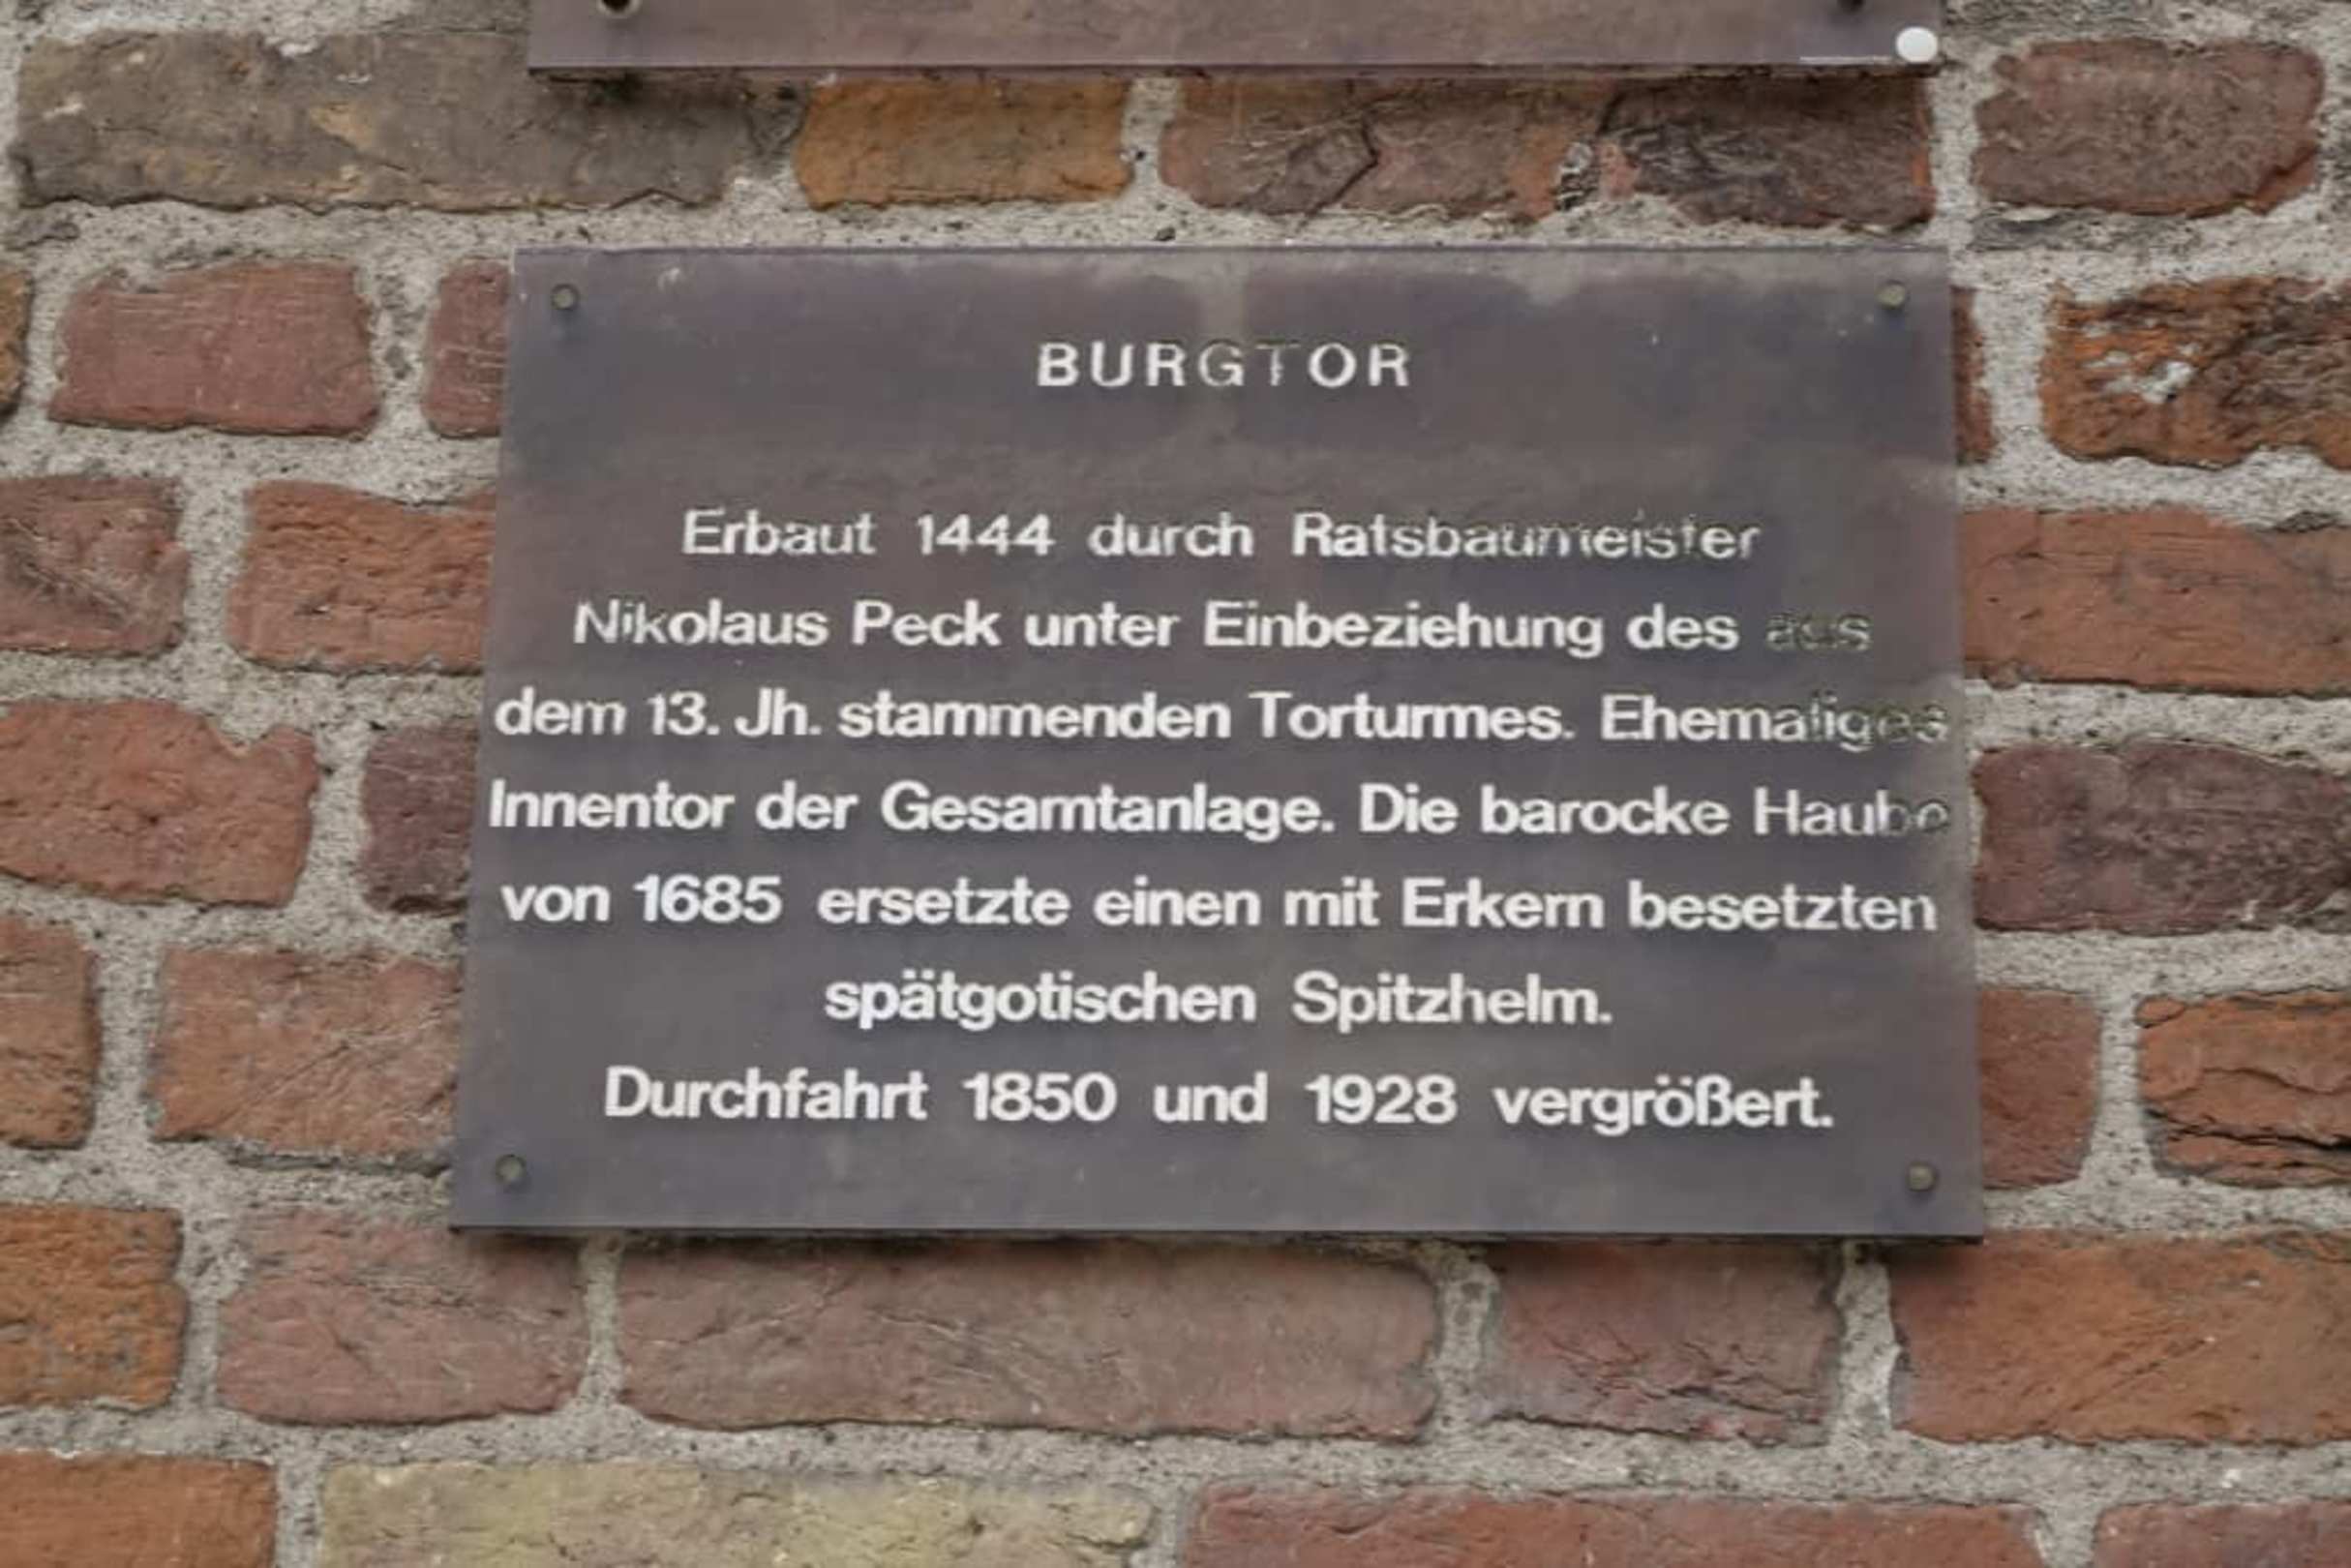 BURGTOR
Erbaut 1444 durch Ratsbaumeister
Nikolaus Peck unter Einbeziehung des aus
dem 13. Jh. stammenden Torturmes. Ehemaliges
Innentor der Gesamtanlage. Die barocke Haube
von 1685 ersetzte einen mit Erkern besetzten
spätgotischen Spitzhelm.
Durchfahrt 1850 und 1928 vergrößert.